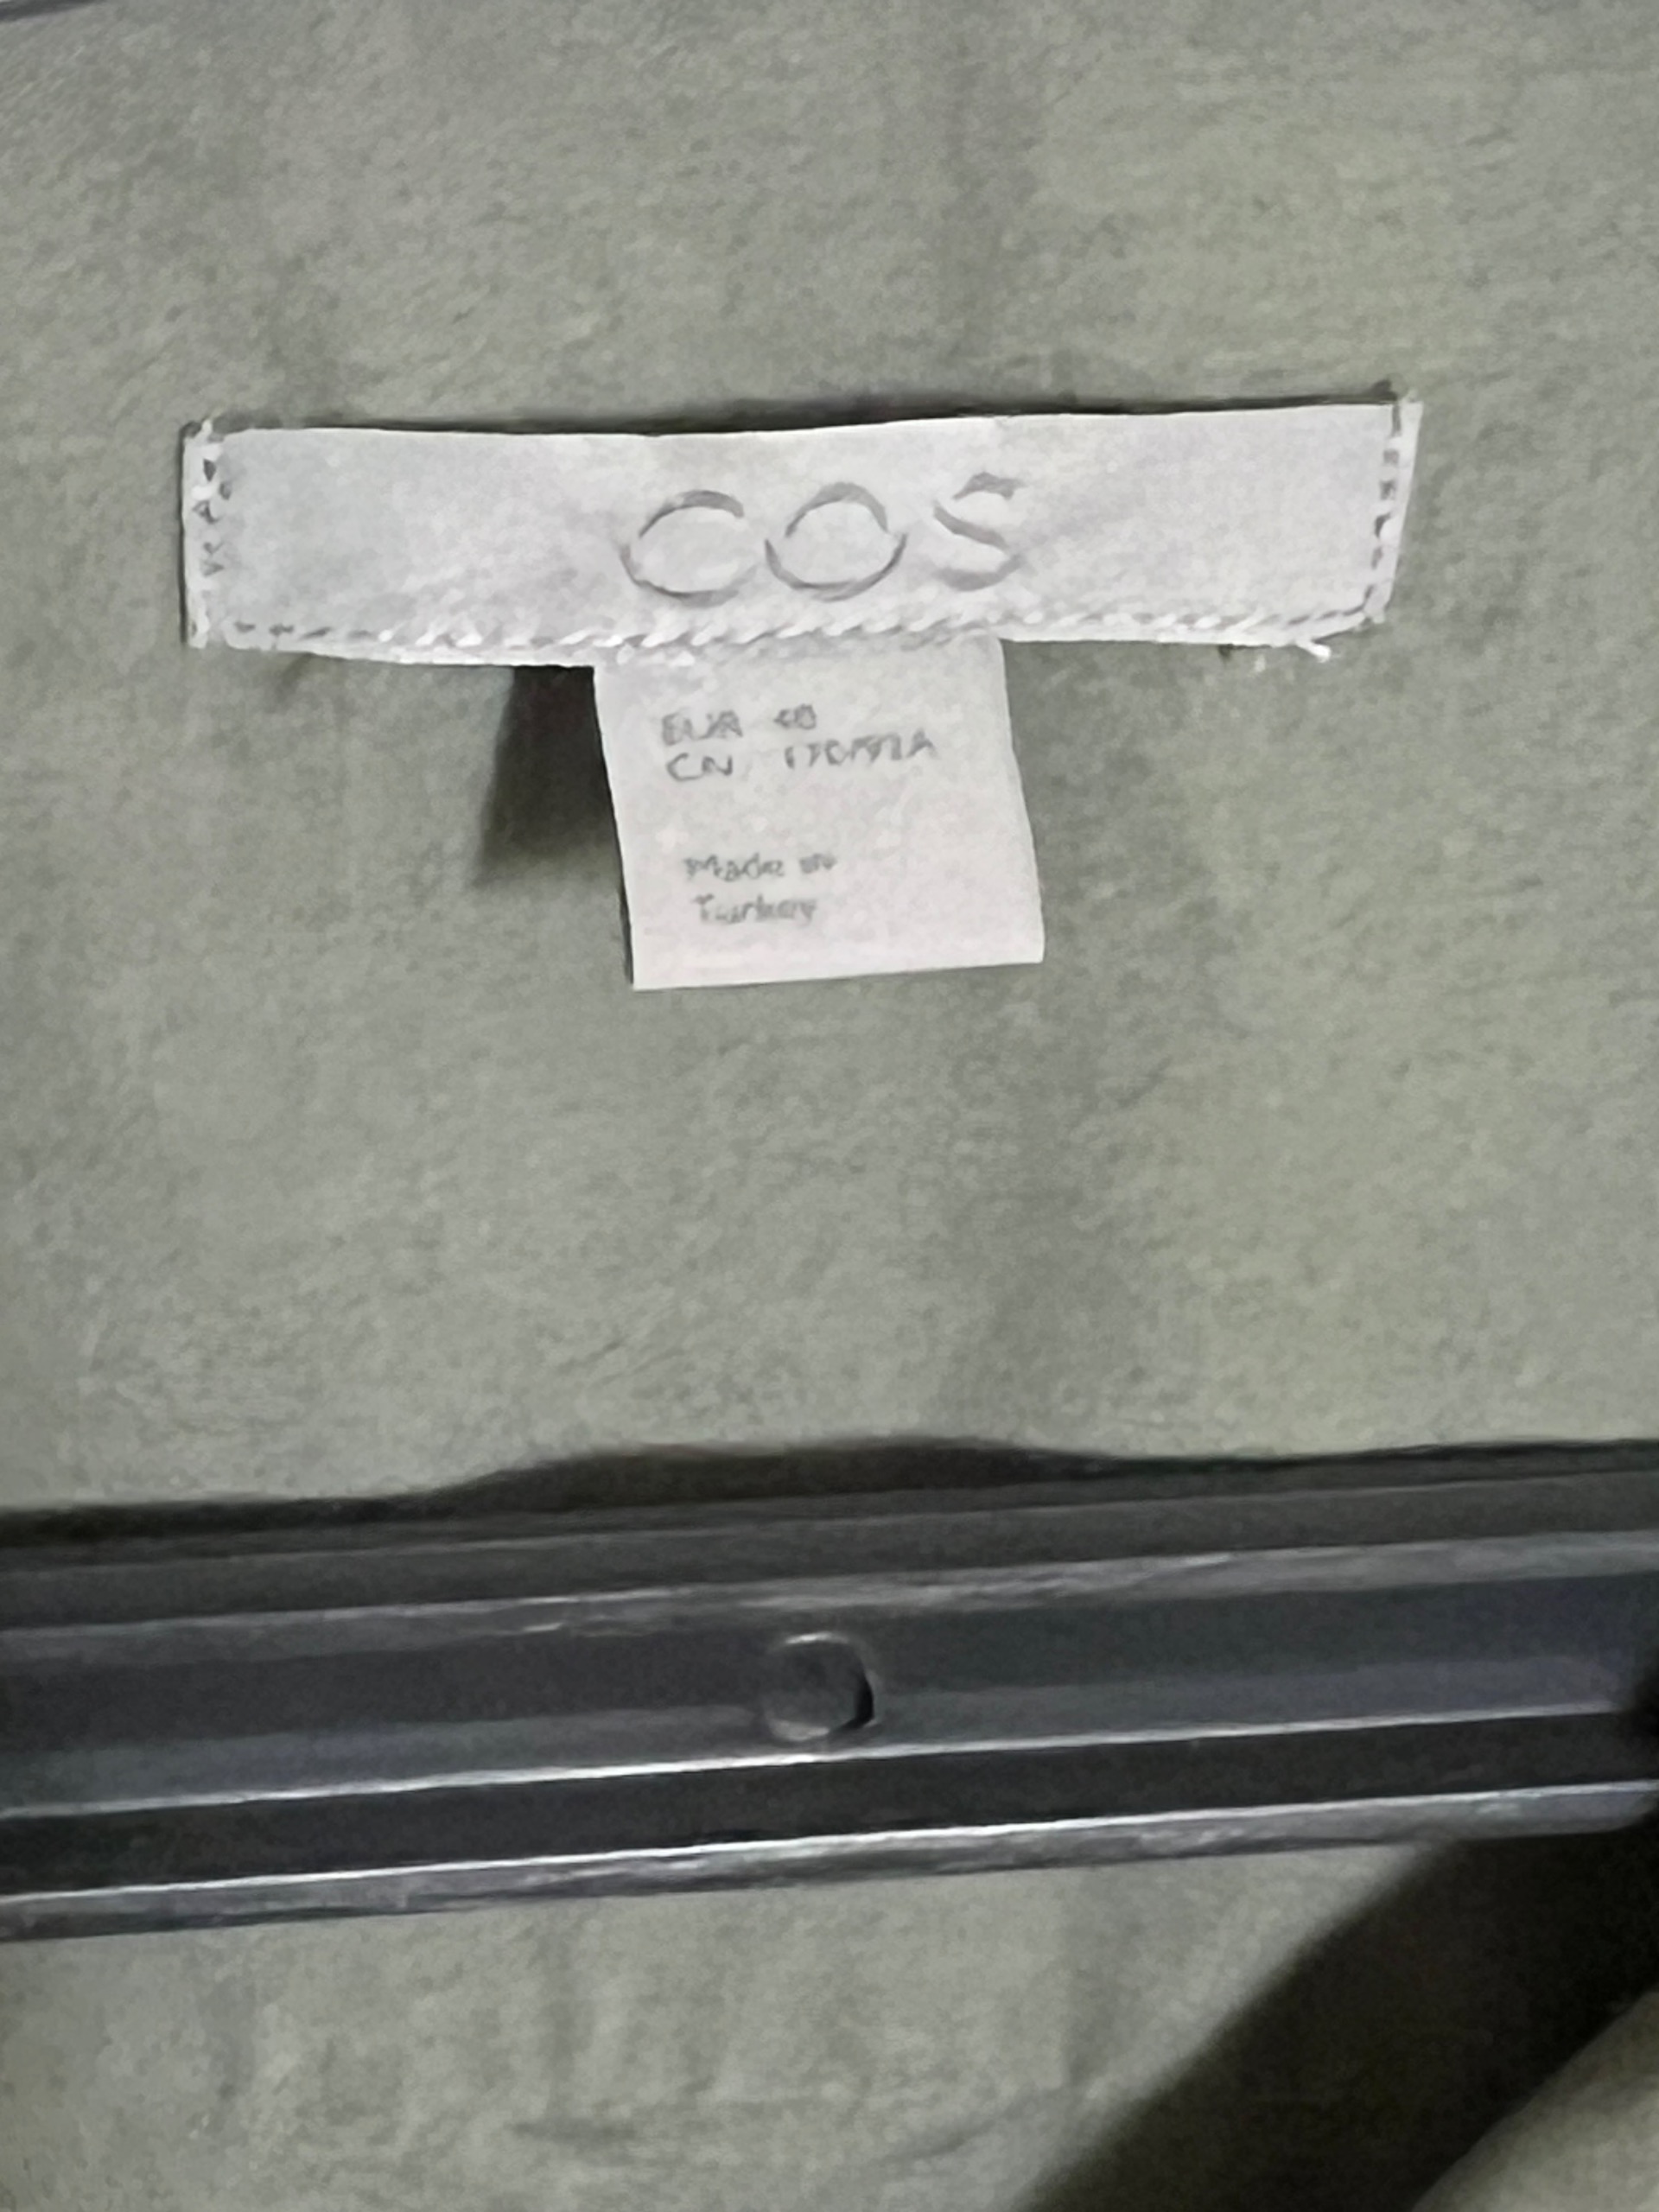 COS
EUR 40
CN 170/92A
Made in
Turkey